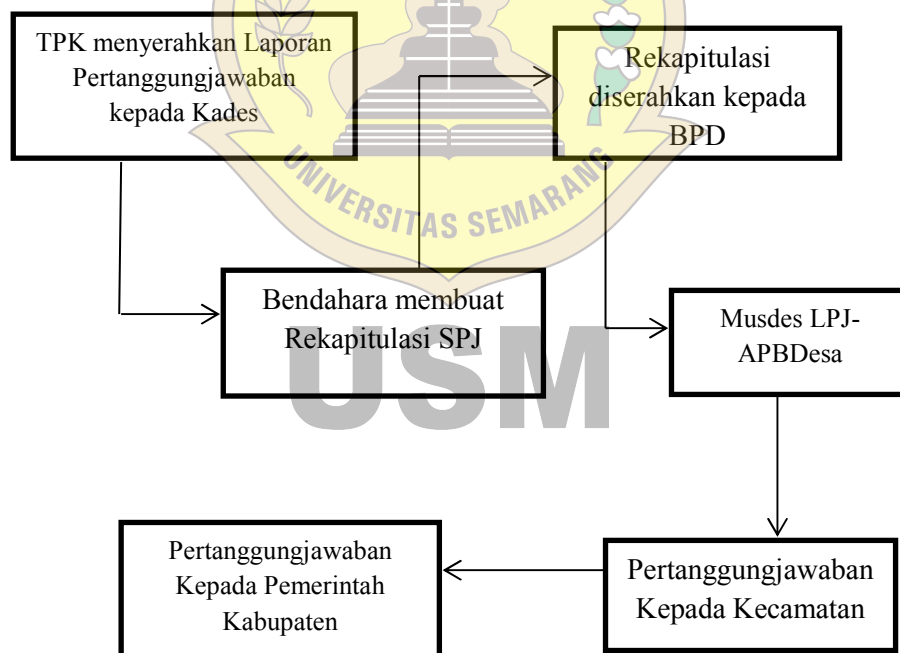 TPK menyerahkan Laporan
Pertanggungjawaban
kepada Kades
Rekapitulasi
diserahkan kepada
BPD
UNIVERSITAS SEMARANG
Bendahara membuat
Rekapitulasi SPJ
USM
Musdes LPJ-
APBDesa
Pertanggungjawaban
Kepada Kecamatan
Pertanggungjawaban
Kepada Pemerintah
Kabupaten